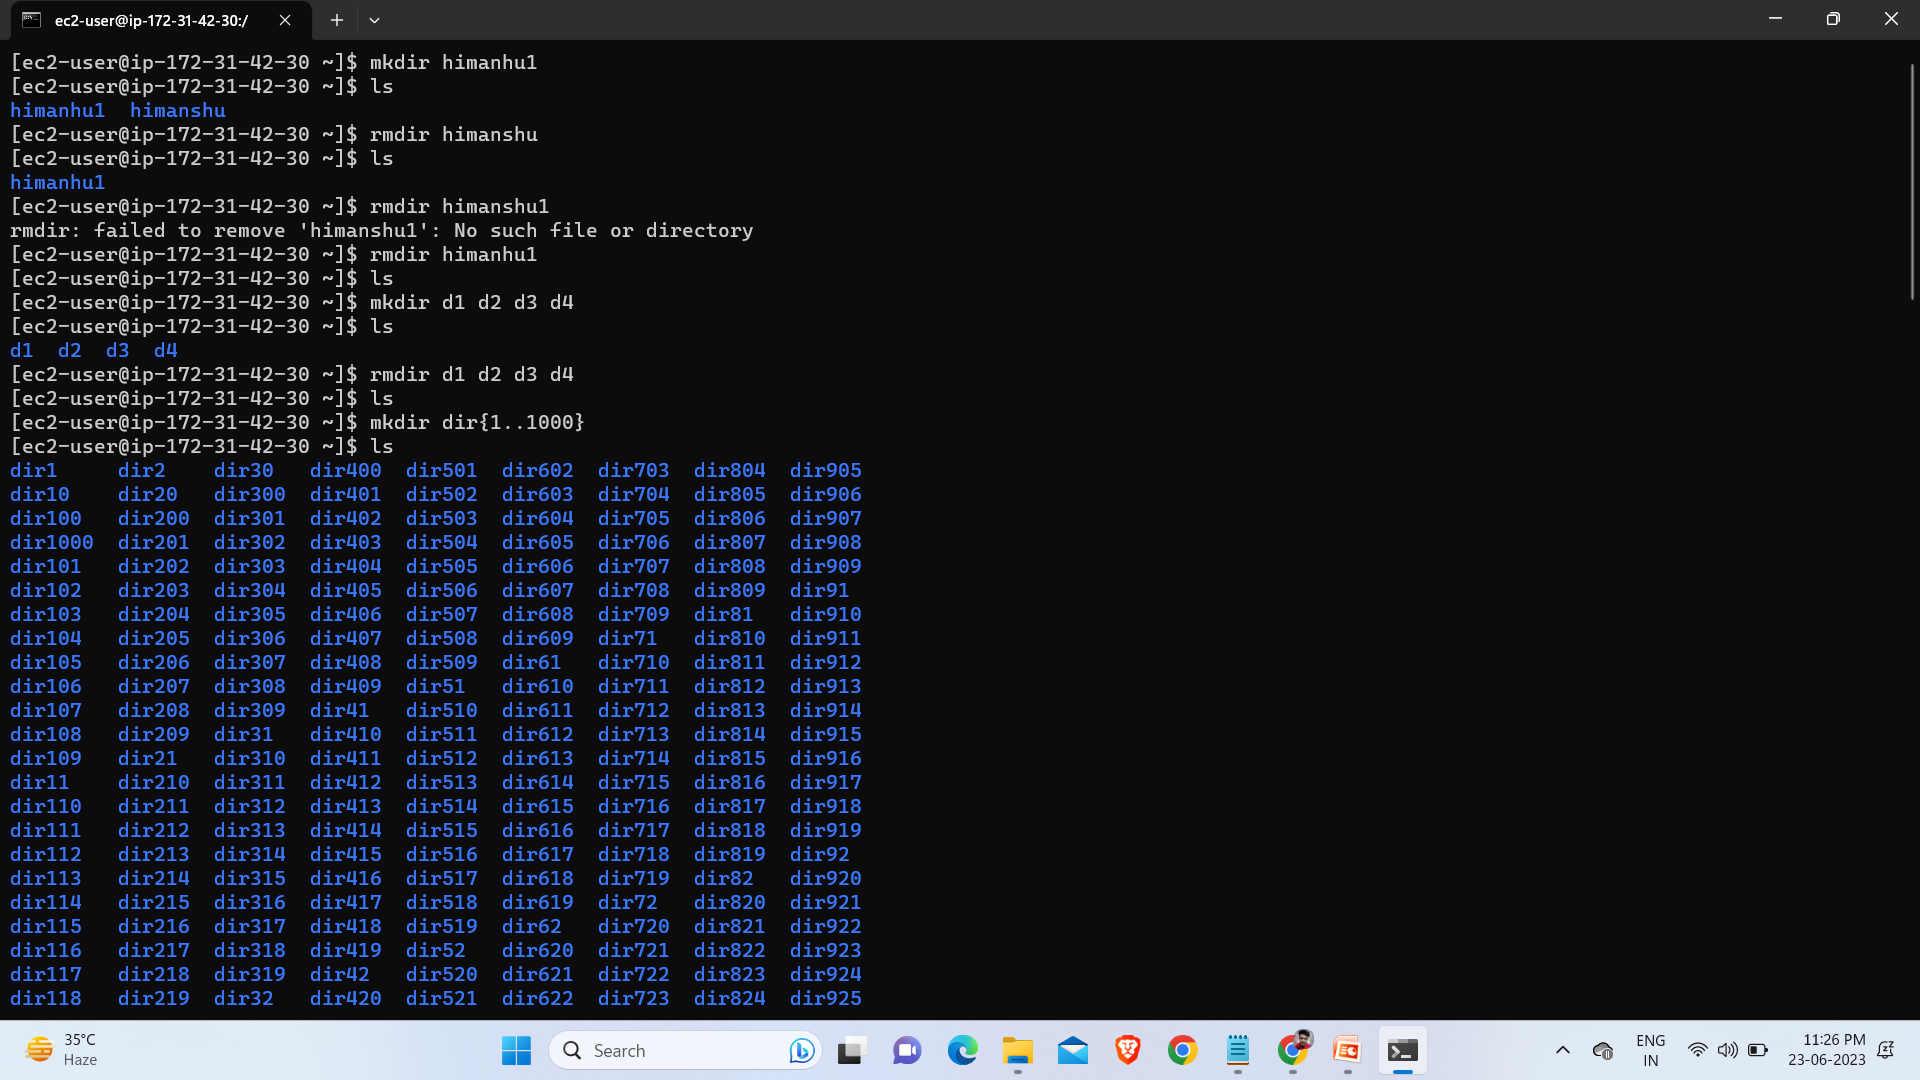 ec2-user@ip-172-31-42-30:/
[ec2-user@ip-172-31-42-30 ~]$ mkdir himanhu1
[ec2-user@ip-172-31-42-30 ~]$ ls
himanhu1  himanshu
[ec2-user@ip-172-31-42-30 ~]$ rmdir himanshu
[ec2-user@ip-172-31-42-30 ~]$ ls
himanhu1
[ec2-user@ip-172-31-42-30 ~]$ rmdir himanshu1
rmdir: failed to remove 'himanshu1': No such file or directory
[ec2-user@ip-172-31-42-30 ~]$ rmdir himanhu1
[ec2-user@ip-172-31-42-30 ~]$ ls
[ec2-user@ip-172-31-42-30 ~]$ mkdir d1 d2 d3 d4
[ec2-user@ip-172-31-42-30 ~]$ ls
d1  d2  d3  d4
[ec2-user@ip-172-31-42-30 ~]$ rmdir d1 d2 d3 d4
[ec2-user@ip-172-31-42-30 ~]$ ls
[ec2-user@ip-172-31-42-30 ~]$ mkdir dir{1..1000}
[ec2-user@ip-172-31-42-30 ~]$ ls
dir1     dir2    dir30   dir400  dir501  dir602  dir703  dir804  dir905
dir10    dir20   dir300  dir401  dir502  dir603  dir704  dir805  dir906
dir100   dir200  dir301  dir402  dir503  dir604  dir705  dir806  dir907
dir1000  dir201  dir302  dir403  dir504  dir605  dir706  dir807  dir908
dir101   dir202  dir303  dir404  dir505  dir606  dir707  dir808  dir909
dir102   dir203  dir304  dir405  dir506  dir607  dir708  dir809  dir91
dir103   dir204  dir305  dir406  dir507  dir608  dir709  dir81   dir910
dir104   dir205  dir306  dir407  dir508  dir609  dir71   dir810  dir911
dir105   dir206  dir307  dir408  dir509  dir61   dir710  dir811  dir912
dir106   dir207  dir308  dir409  dir51   dir610  dir711  dir812  dir913
dir107   dir208  dir309  dir41   dir510  dir611  dir712  dir813  dir914
dir108   dir209  dir31   dir410  dir511  dir612  dir713  dir814  dir915
dir109   dir21   dir310  dir411  dir512  dir613  dir714  dir815  dir916
dir11    dir210  dir311  dir412  dir513  dir614  dir715  dir816  dir917
dir110   dir211  dir312  dir413  dir514  dir615  dir716  dir817  dir918
dir111   dir212  dir313  dir414  dir515  dir616  dir717  dir818  dir919
dir112   dir213  dir314  dir415  dir516  dir617  dir718  dir819  dir92
dir113   dir214  dir315  dir416  dir517  dir618  dir719  dir82   dir920
dir114   dir215  dir316  dir417  dir518  dir619  dir72   dir820  dir921
dir115   dir216  dir317  dir418  dir519  dir62   dir720  dir821  dir922
dir116   dir217  dir318  dir419  dir52   dir620  dir721  dir822  dir923
dir117   dir218  dir319  dir42   dir520  dir621  dir722  dir823  dir924
dir118   dir219  dir32   dir420  dir521  dir622  dir723  dir824  dir925
35°C
Haze
Search
ENG
IN
11:26 PM
23-06-2023